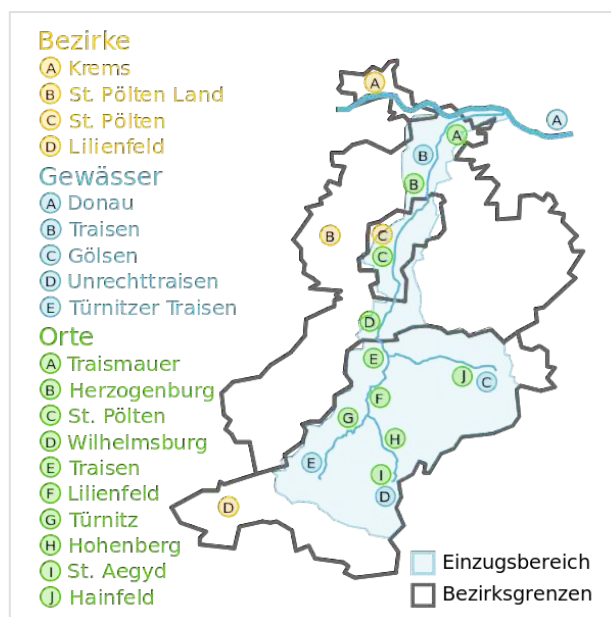 Bezirke
A Krems
B St. Pölten Land
C St. Pölten
D Lilienfeld
Gewässer
A Donau
B Traisen
C Gölsen
D Unrechttraisen
E Türnitzer Traisen
Orte
A Traismauer
B Herzogenburg
C St. Pölten
D Wilhelmsburg
E Traisen
F Lilienfeld
G Türnitz
H Hohenberg
I St. Aegyd
J Hainfeld
A
A
A
B
B
B
C
C
D
E
J
C
F
G
H
E
I
D
D
Einzugsbereich
Bezirksgrenzen